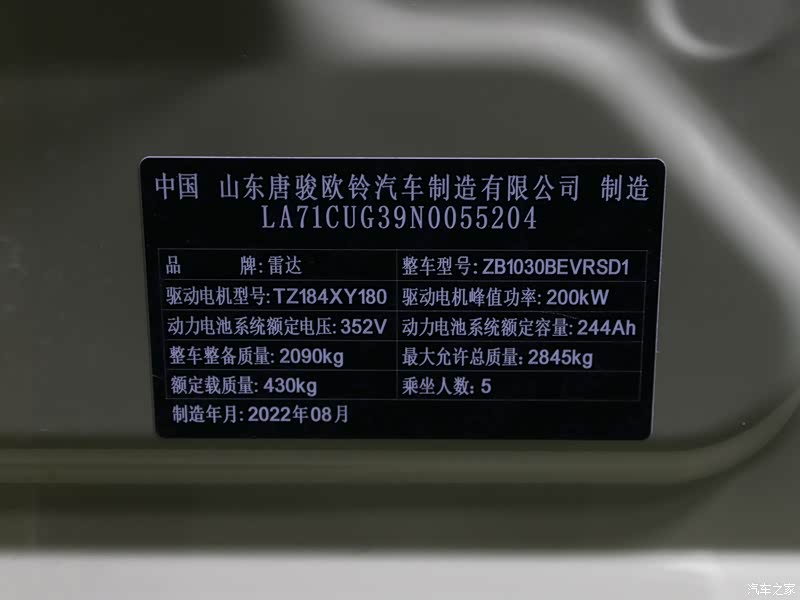 中国 山东唐骏欧铃汽车制造有限公司 制造
LA71CUG39N0055204
品 牌:雷达 整车型号:ZB1030BEVRSD1
驱动电机型号:TZ184XY180 驱动电机峰值功率:200kW
动力电池系统额定电压:352V 动力电池系统额定容量:244Ah
整车整备质量:2090kg 最大允许总质量:2845kg
额定载质量:430kg 乘坐人数:5
制造年月:2022年08月
汽车之家